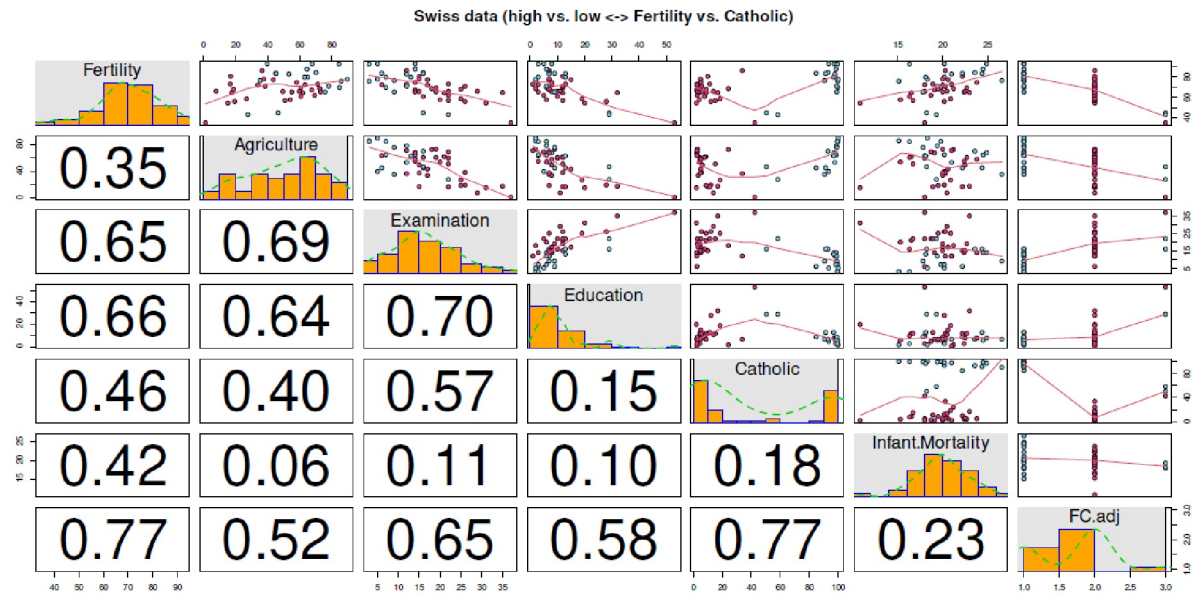 Swiss data (high vs. low <-> Fertility vs. Catholic)
0 20 40 60 80 0 10 20 30 40 50 15 20 25
Fertility
40 60 80
0 40 80
0.35
Agriculture
0.65 0.69
Examination
5 15 25 35
0 20 40
0.66 0.64 0.70
Education
0.46 0.40 0.57 0.15
Catholic
0 40 80
15 20 25
0.42 0.06 0.11 0.10 0.18
Infant.Mortality
0.77 0.52 0.65 0.58 0.77 0.23
FC.adj
1.0 2.0 3.0
40 50 60 70 80 90 5 10 15 20 25 30 35 0 20 40 60 80 100 1.0 1.5 2.0 2.5 3.0